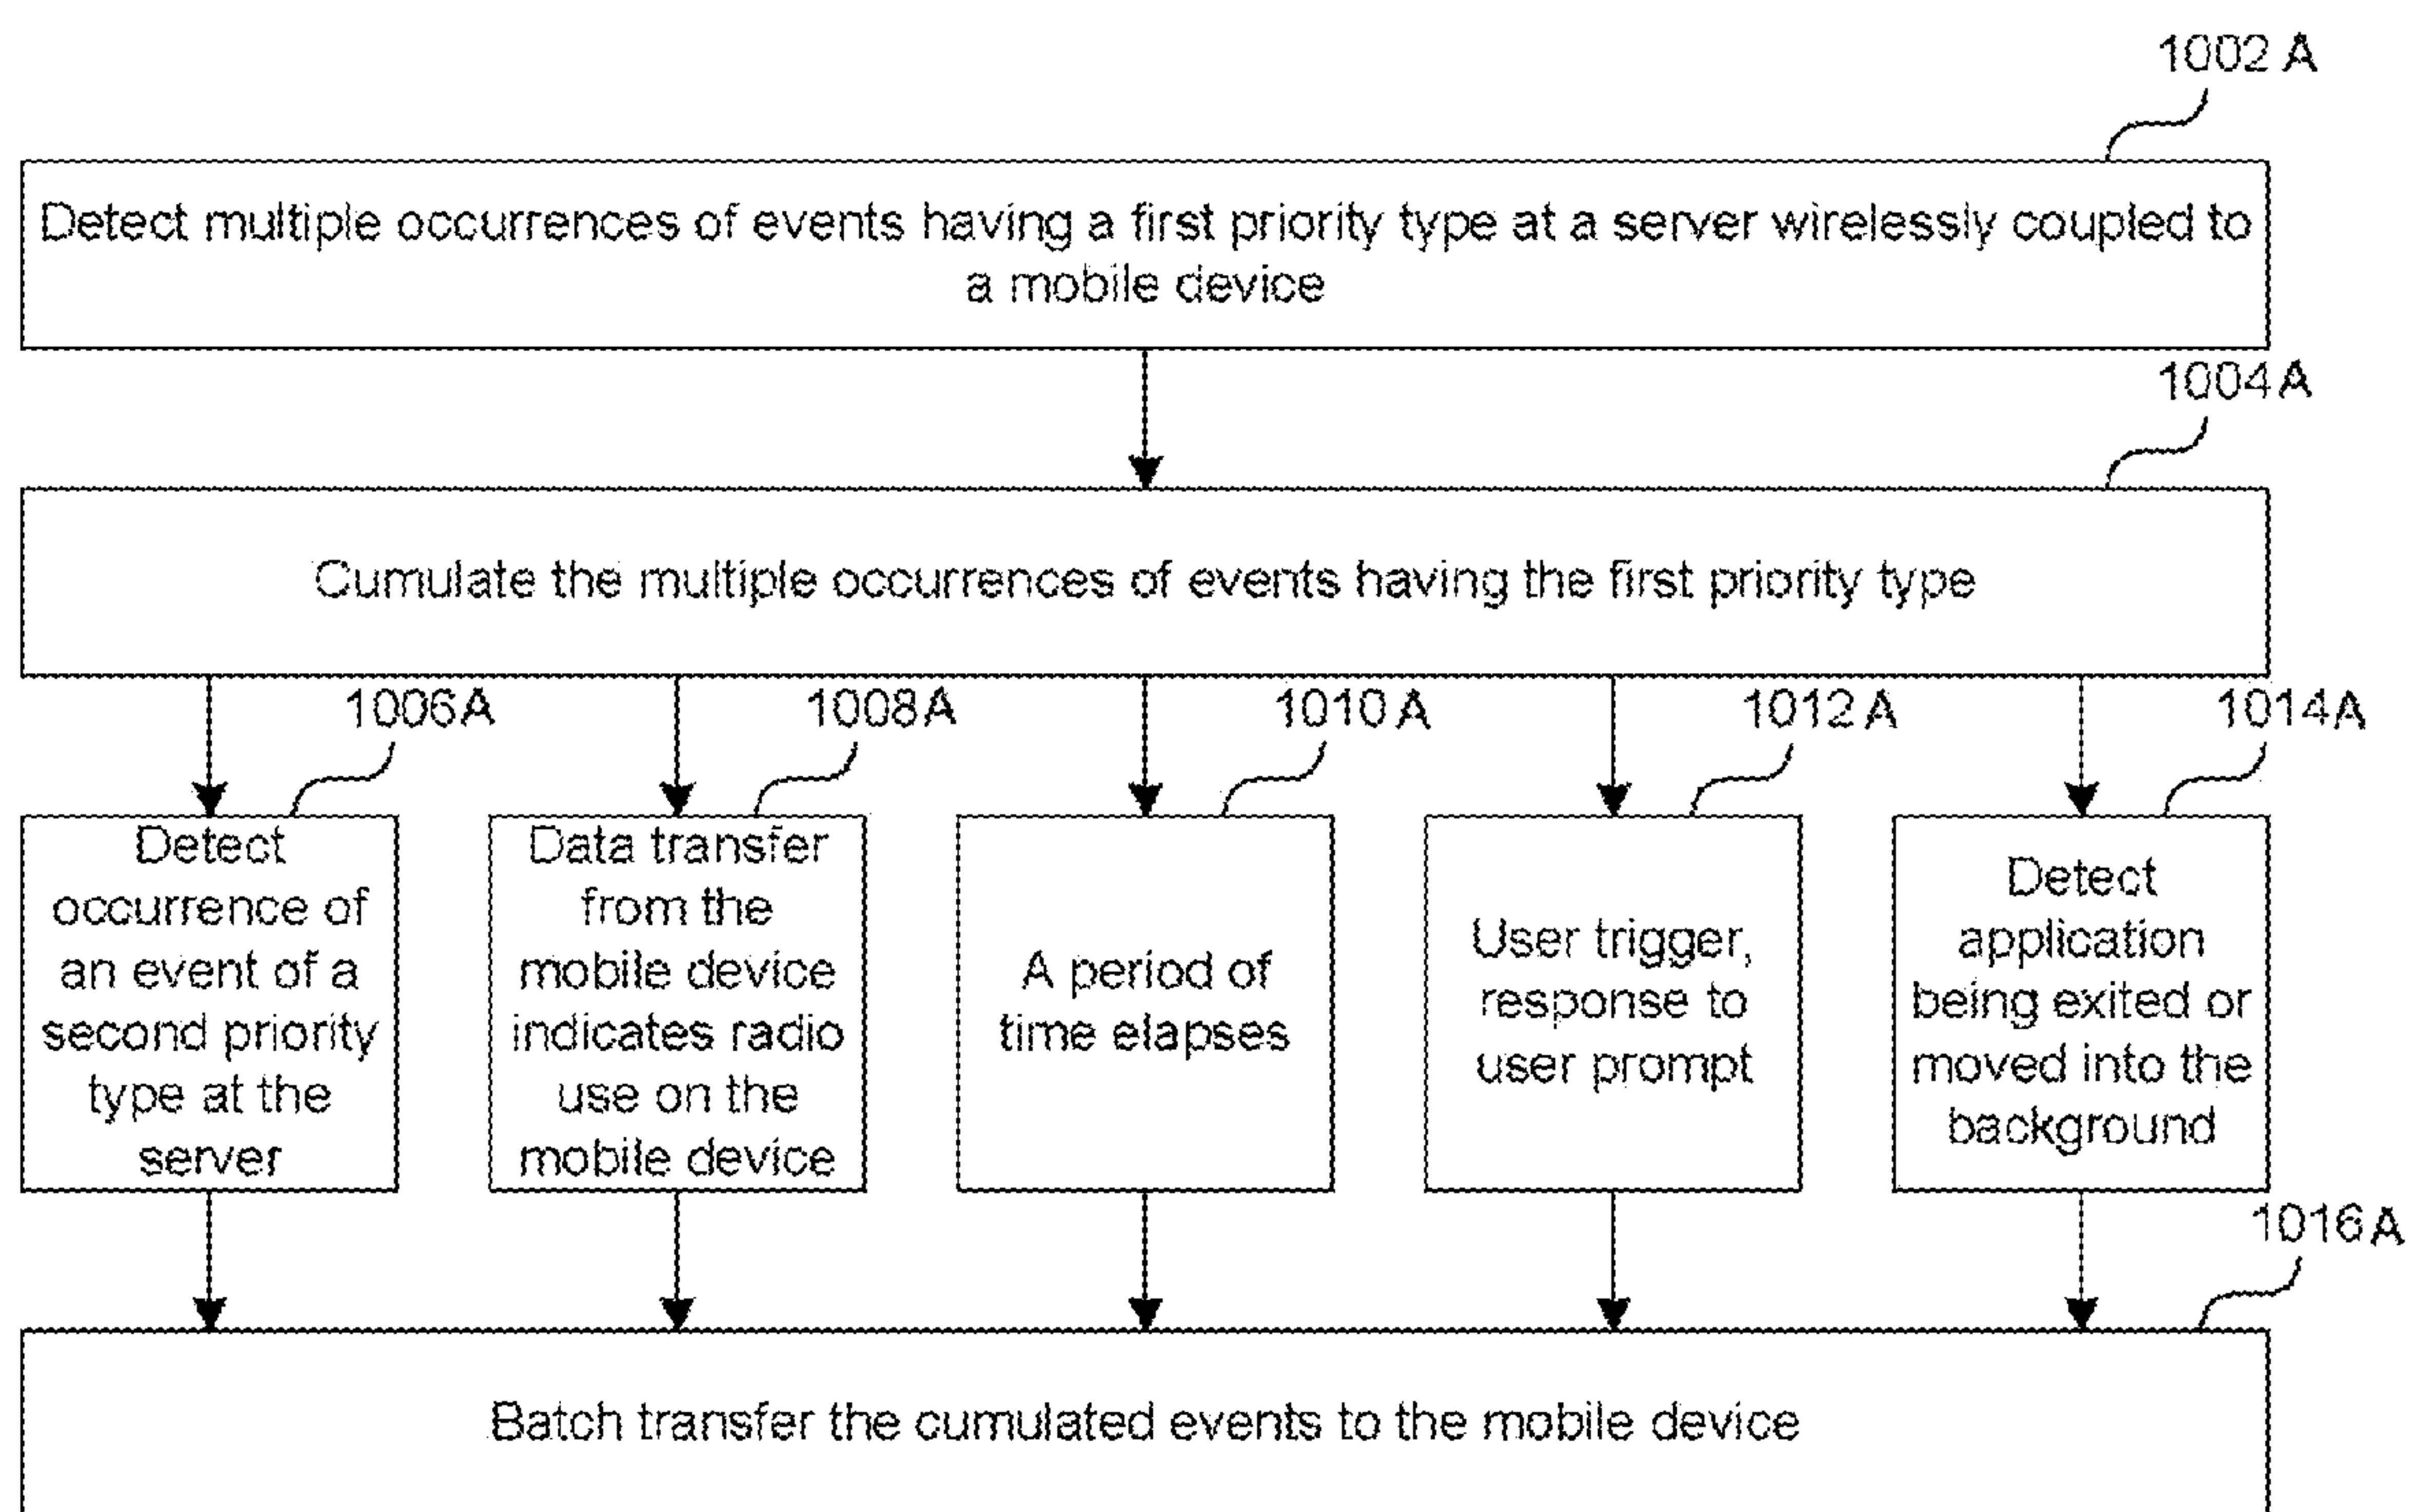 1002 A
Detect multiple occurrences of events having a first priority type at a server wirelessly coupled to
a mobile device
1004 A
Cumulate the multiple occurrences of events having the first priority type
1006 A
Detect
occurrence of
an event of a
second priority
type at the
server
1008 A
Data transfer
from the
mobile device
indicates radio
use on the
mobile device
1010 A
A period of
time elapses
1012 A
User trigger,
response to
user prompt
1014 A
Detect
application
being exited or
moved into the
background
1016 A
Batch transfer the cumulated events to the mobile device